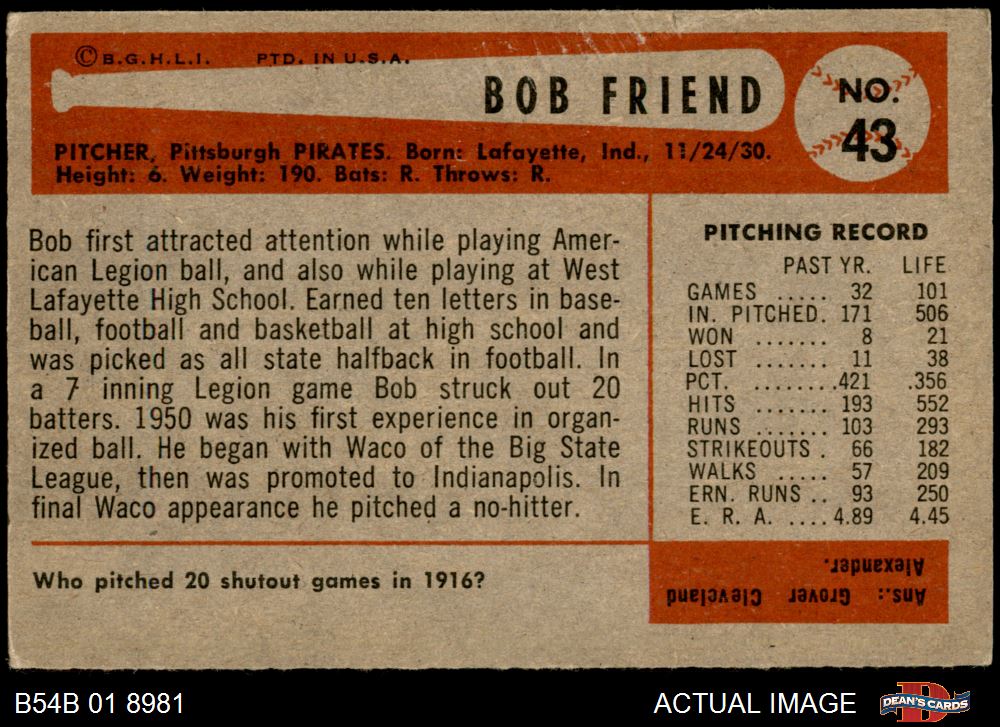 © B.G.H.L.I. PTD. IN U.S.A.
BOB FRIEND
NO.
43
PITCHER, Pittsburgh PIRATES. Born: Lafayette, Ind., 11/24/30.
Height: 6. Weight: 190. Bats: R. Throws: R.
Bob first attracted attention while playing Amer-
ican Legion ball, and also while playing at West
Lafayette High School. Earned ten letters in base-
ball, football and basketball at high school and
was picked as all state halfback in football. In
a 7 inning Legion game Bob struck out 20
batters. 1950 was his first experience in organ-
ized ball. He began with Waco of the Big State
League, then was promoted to Indianapolis. In
final Waco appearance he pitched a no-hitter.
PITCHING RECORD
PAST YR. LIFE
GAMES ..... 32 101
IN. PITCHED. 171 506
WON ....... 8 21
LOST ....... 11 38
PCT. ........ .421 .356
HITS ....... 193 552
RUNS ....... 103 293
STRIKEOUTS . 66 182
WALKS ..... 57 209
ERN. RUNS .. 93 250
E. R. A. .... 4.89 4.45
Who pitched 20 shutout games in 1916?
Ans.: Grover Cleveland
Alexander.
B54B 01 8981
ACTUAL IMAGE
D
DEAN'S CARDS